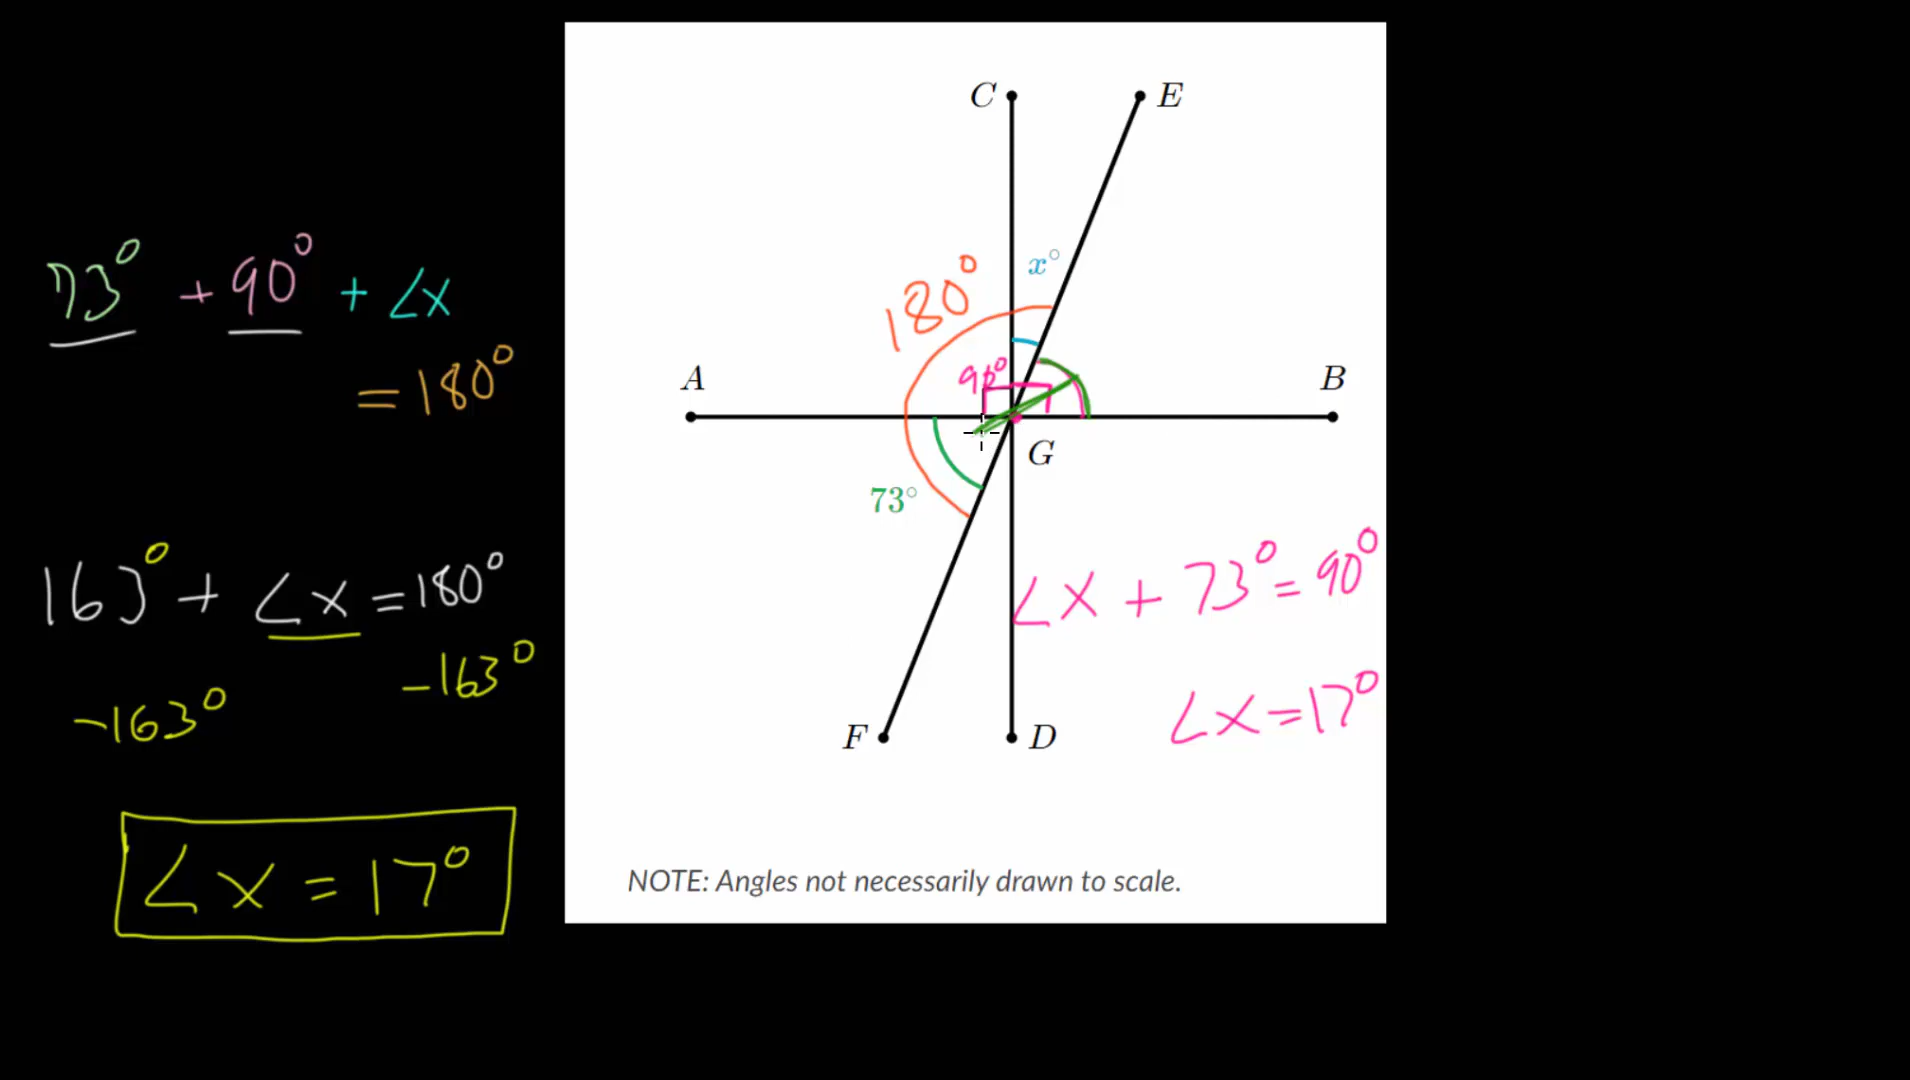 73° + 90° + ∠x
= 180°
163° + ∠x = 180°
-163° -163°
∠x = 17°
C E
x°
180°
90°
A B
G
73°
∠x + 73° = 90°
∠x = 17°
F D
NOTE: Angles not necessarily drawn to scale.